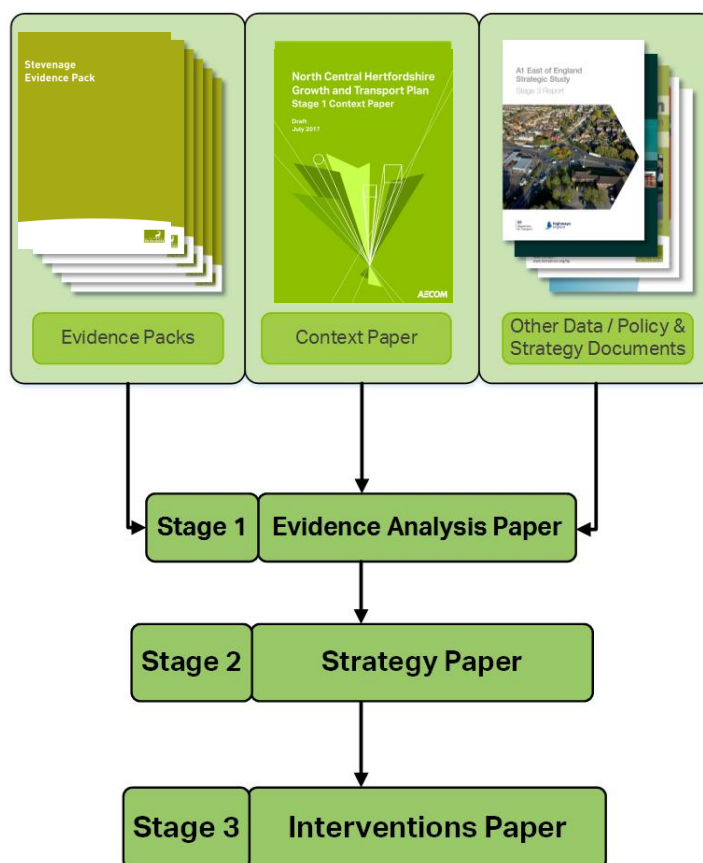 Stevenage
Evidence Pack
North Central Hertfordshire
Growth and Transport Plan
Stage 1 Context Paper
Draft
July 2017
AECOM
A1 East of England
Strategic Study
Stage 3 Report
highways
england
Evidence Packs
Context Paper
Other Data / Policy &
Strategy Documents
Stage 1
Evidence Analysis Paper
Stage 2
Strategy Paper
Stage 3
Interventions Paper